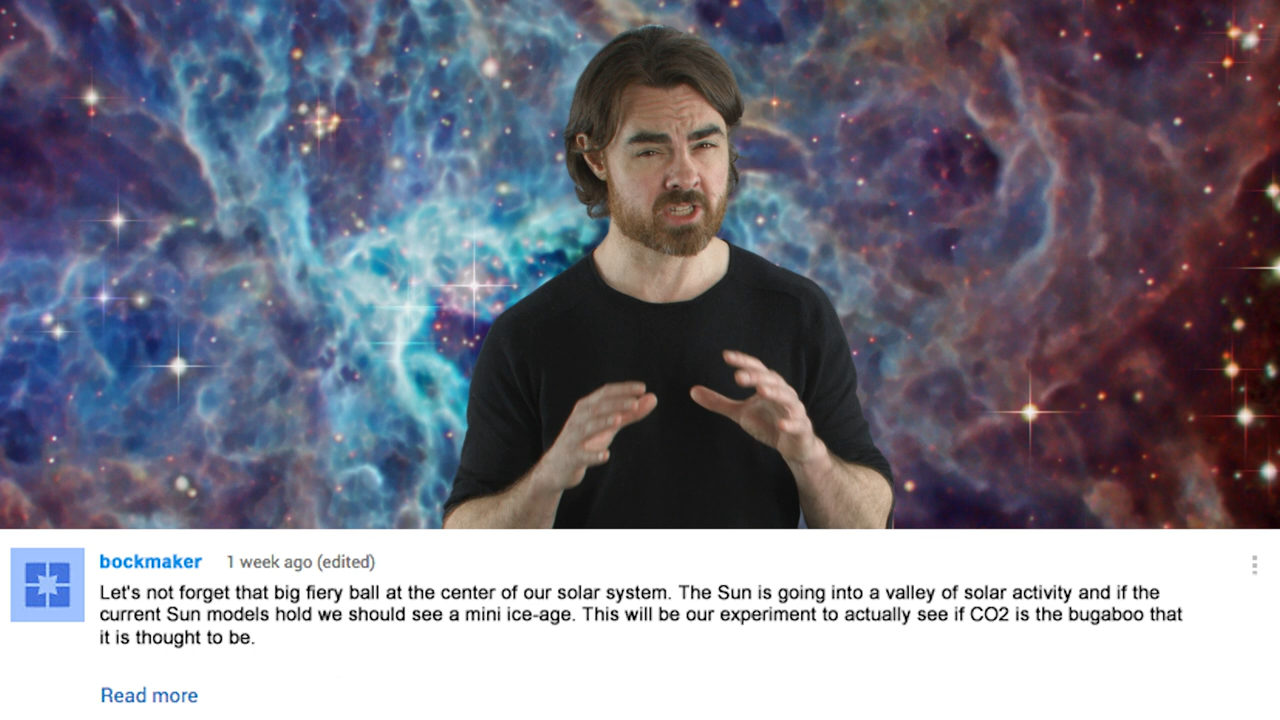 bockmaker 1 week ago (edited)
Let's not forget that big fiery ball at the center of our solar system. The Sun is going into a valley of solar activity and if the
current Sun models hold we should see a mini ice-age. This will be our experiment to actually see if CO2 is the bugaboo that
it is thought to be.
Read more